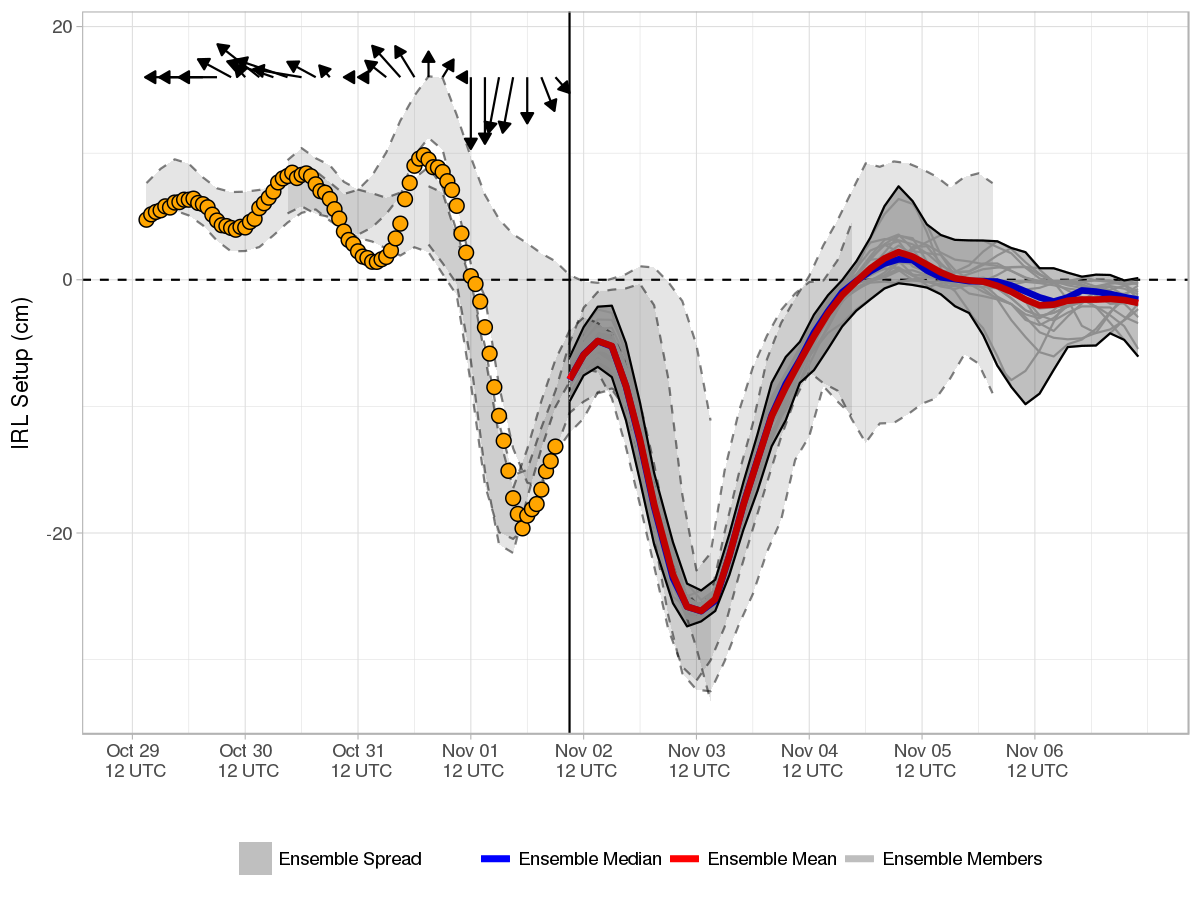 20
0
-20
IRL Setup (cm)
Oct 29 Oct 30 Oct 31 Nov 01 Nov 02 Nov 03 Nov 04 Nov 05 Nov 06
12 UTC 12 UTC 12 UTC 12 UTC 12 UTC 12 UTC 12 UTC 12 UTC 12 UTC
Ensemble Spread Ensemble Median Ensemble Mean Ensemble Members